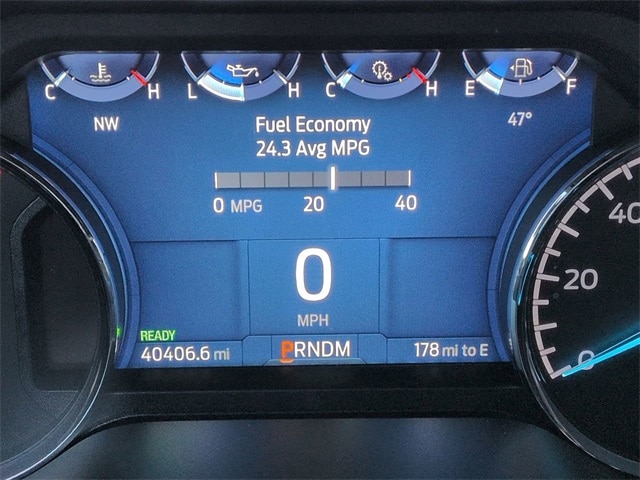 C H L H C H E F
NW 47°
Fuel Economy
24.3 Avg MPG
0 MPG 20 40
0
MPH
READY
40406.6 mi PRNDM 178 mi to E
40
20
0